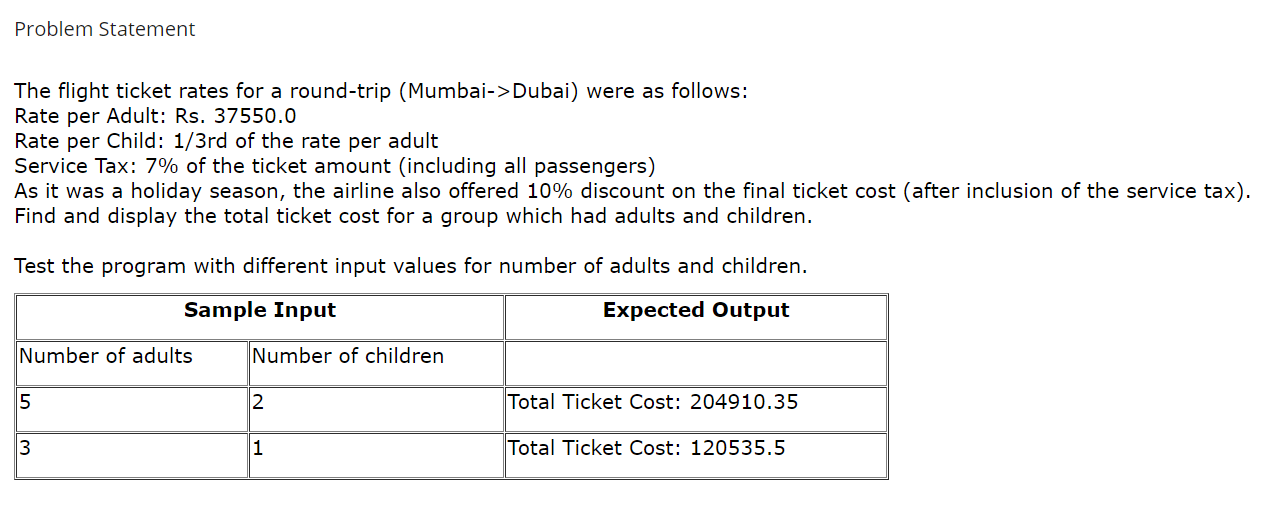 Problem Statement
The flight ticket rates for a round-trip (Mumbai->Dubai) were as follows:
Rate per Adult: Rs. 37550.0
Rate per Child: 1/3rd of the rate per adult
Service Tax: 7% of the ticket amount (including all passengers)
As it was a holiday season, the airline also offered 10% discount on the final ticket cost (after inclusion of the service tax).
Find and display the total ticket cost for a group which had adults and children.
Test the program with different input values for number of adults and children.
Sample Input Expected Output
Number of adults Number of children
5 2 Total Ticket Cost: 204910.35
3 1 Total Ticket Cost: 120535.5